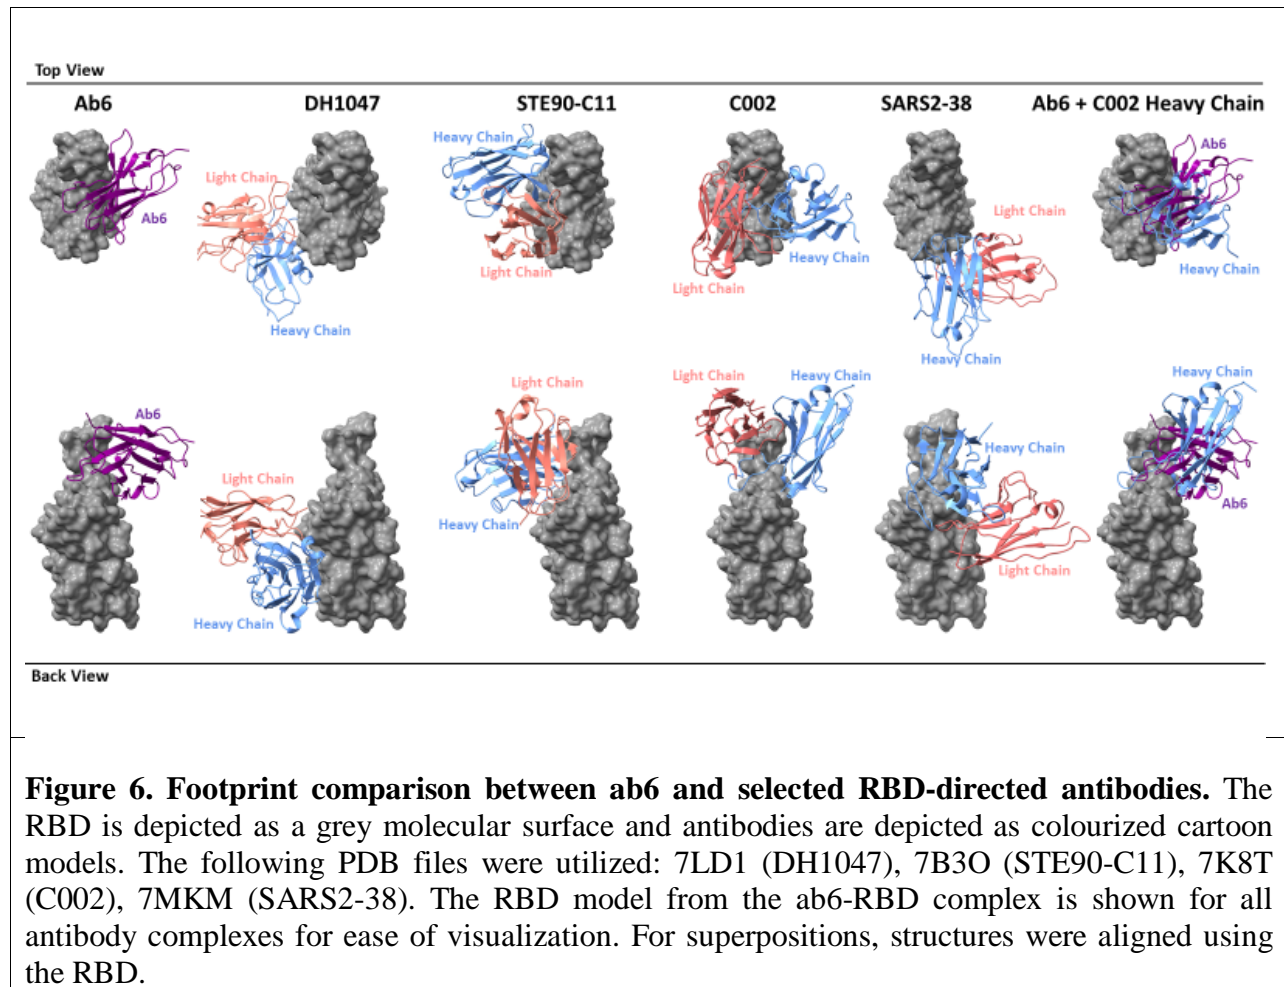 Top View
Ab6 DH1047 STE90-C11 C002 SARS2-38 Ab6 + C002 Heavy Chain
Heavy Chain
Ab6
Light Chain
Ab6
Light Chain
Light Chain
Heavy Chain
Heavy Chain
Light Chain
Heavy Chain
Heavy Chain
Light Chain
Heavy Chain
Heavy Chain
Light Chain
Ab6
Heavy Chain
Light Chain
Heavy Chain
Ab6
Light Chain
Heavy Chain
Back View
Figure 6. Footprint comparison between ab6 and selected RBD-directed antibodies. The
RBD is depicted as a grey molecular surface and antibodies are depicted as colourized cartoon
models. The following PDB files were utilized: 7LD1 (DH1047), 7B3O (STE90-C11), 7K8T
(C002), 7MKM (SARS2-38). The RBD model from the ab6-RBD complex is shown for all
antibody complexes for ease of visualization. For superpositions, structures were aligned using
the RBD.